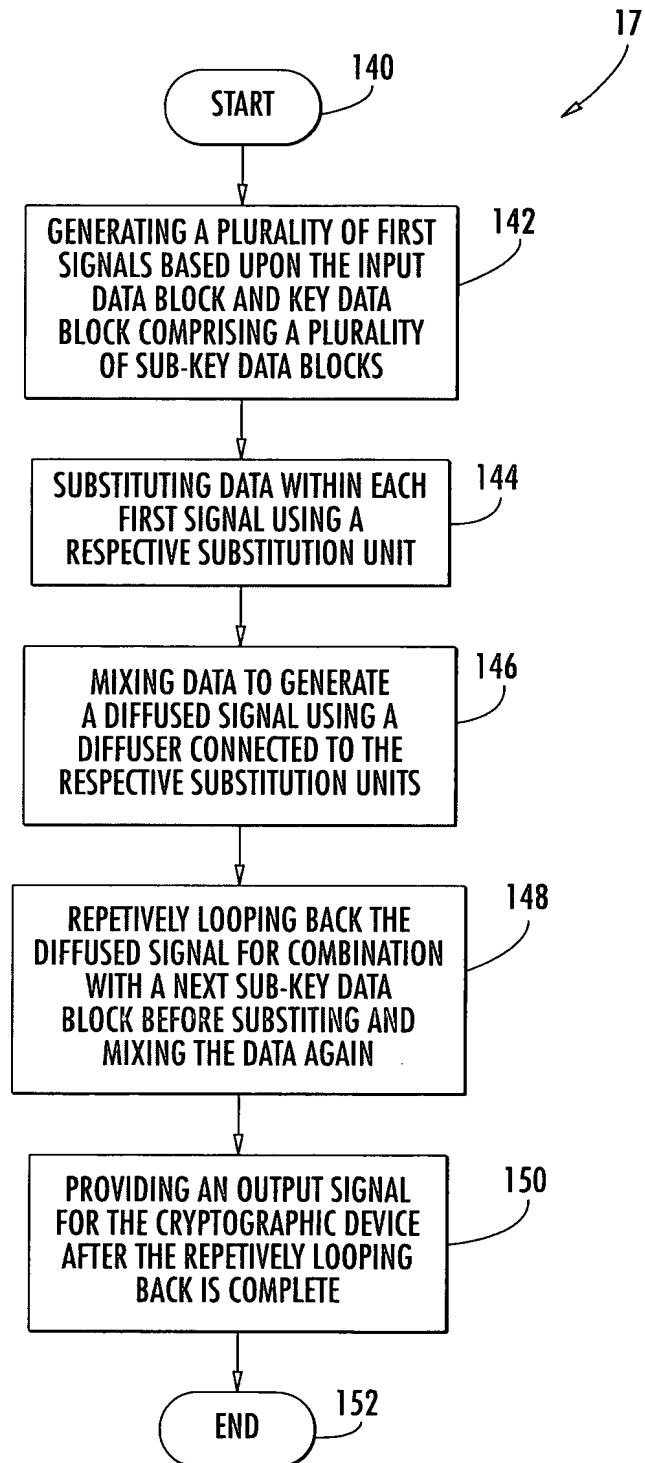 17
140
START
142
GENERATING A PLURALITY OF FIRST
SIGNALS BASED UPON THE INPUT
DATA BLOCK AND KEY DATA
BLOCK COMPRISING A PLURALITY
OF SUB-KEY DATA BLOCKS
144
SUBSTITUTING DATA WITHIN EACH
FIRST SIGNAL USING A
RESPECTIVE SUBSTITUTION UNIT
146
MIXING DATA TO GENERATE
A DIFFUSED SIGNAL USING A
DIFFUSER CONNECTED TO THE
RESPECTIVE SUBSTITUTION UNITS
148
REPETIVELY LOOPING BACK THE
DIFFUSED SIGNAL FOR COMBINATION
WITH A NEXT SUB-KEY DATA
BLOCK BEFORE SUBSTITING AND
MIXING THE DATA AGAIN
150
PROVIDING AN OUTPUT SIGNAL
FOR THE CRYPTOGRAPHIC DEVICE
AFTER THE REPETIVELY LOOPING
BACK IS COMPLETE
152
END